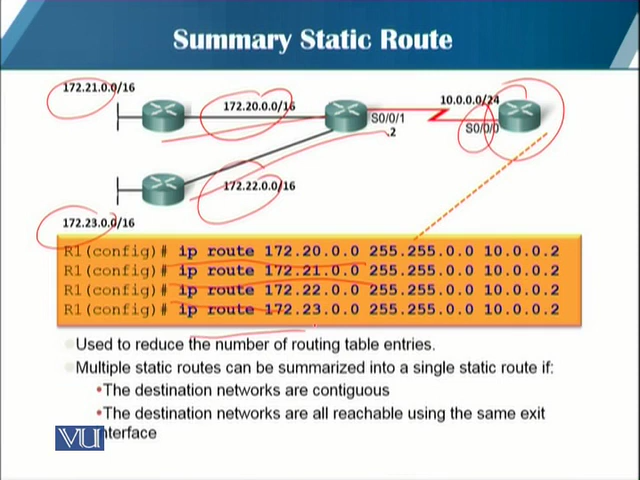 Summary Static Route
172.21.0.0/16
172.20.0.0/16
10.0.0.0/24
S0/0/1
.2
S0/0/0
172.22.0.0/16
172.23.0.0/16
R1(config)# ip route 172.20.0.0 255.255.0.0 10.0.0.2
R1(config)# ip route 172.21.0.0 255.255.0.0 10.0.0.2
R1(config)# ip route 172.22.0.0 255.255.0.0 10.0.0.2
R1(config)# ip route 172.23.0.0 255.255.0.0 10.0.0.2
Used to reduce the number of routing table entries.
Multiple static routes can be summarized into a single static route if:
•The destination networks are contiguous
•The destination networks are all reachable using the same exit
nterface
VU